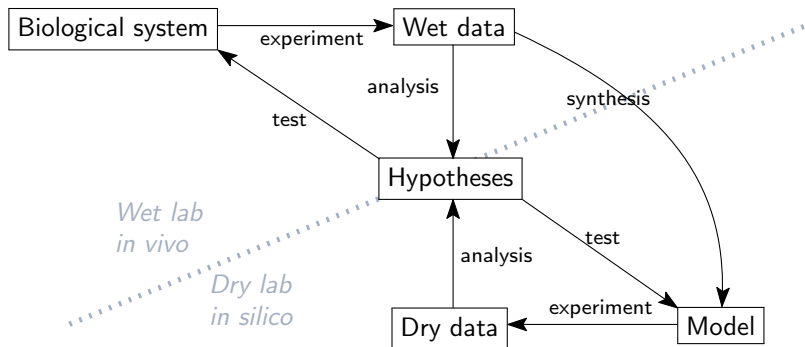 Biological system
experiment
Wet data
analysis
synthesis
test
Hypotheses
Wet lab
in vivo
test
analysis
Dry lab
in silico
experiment
Dry data
Model